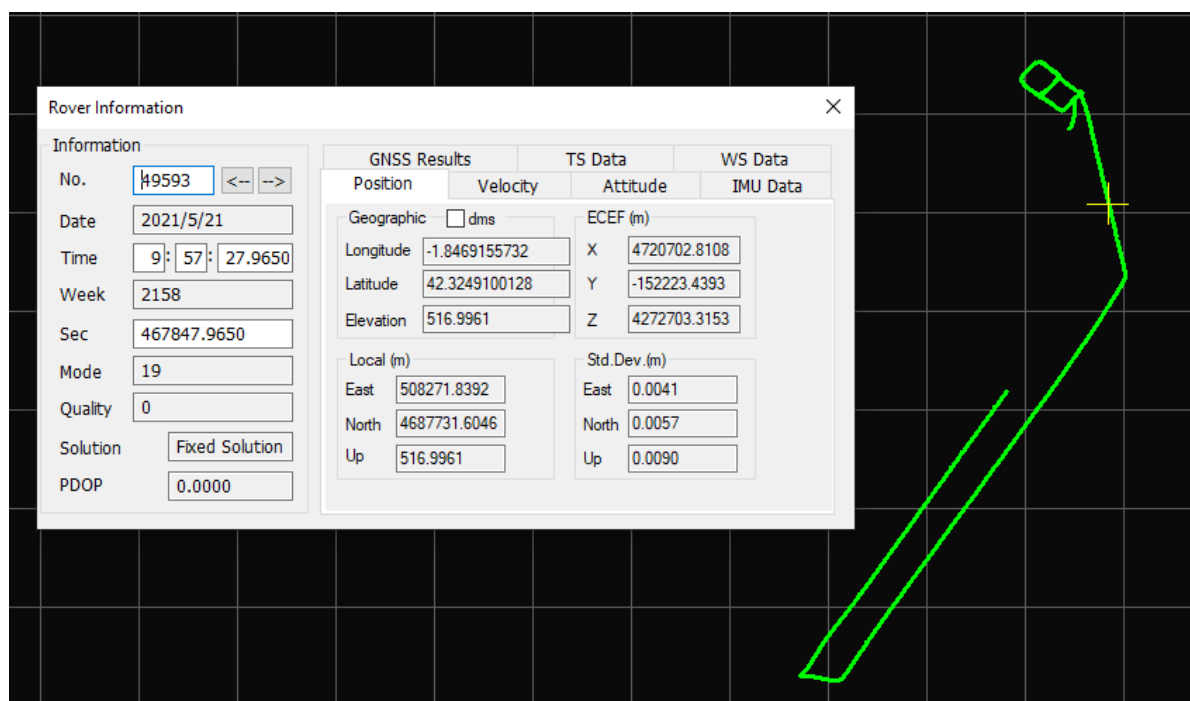 Rover Information
Information
No. 49593 <-- -->
Date 2021/5/21
Time 9: 57: 27.9650
Week 2158
Sec 467847.9650
Mode 19
Quality 0
Solution Fixed Solution
PDOP 0.0000
GNSS Results TS Data WS Data
Position Velocity Attitude IMU Data
Geographic dms
Longitude -1.8469155732
Latitude 42.3249100128
Elevation 516.9961
ECEF (m)
X 4720702.8108
Y -152223.4393
Z 4272703.3153
Local (m)
East 508271.8392
North 4687731.6046
Up 516.9961
Std.Dev.(m)
East 0.0041
North 0.0057
Up 0.0090